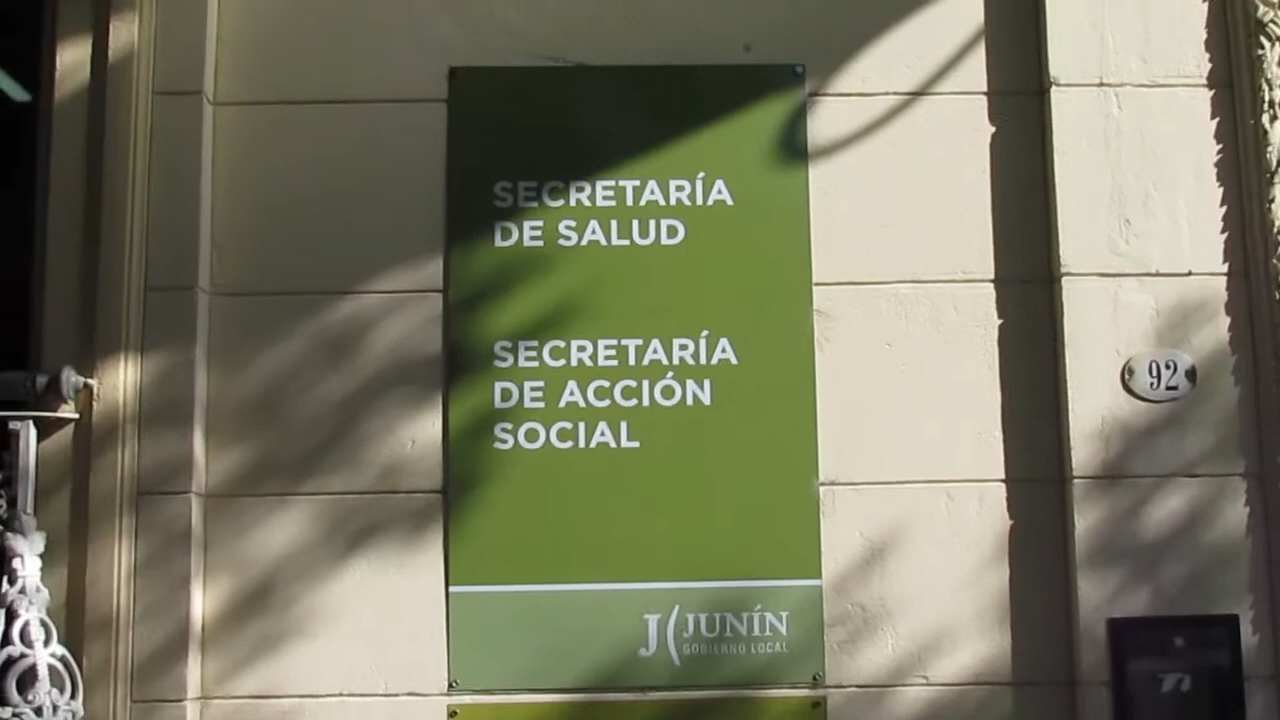 SECRETARÍA
DE SALUD
SECRETARÍA
DE ACCIÓN
SOCIAL
J(JUNÍN
GOBIERNO LOCAL
92